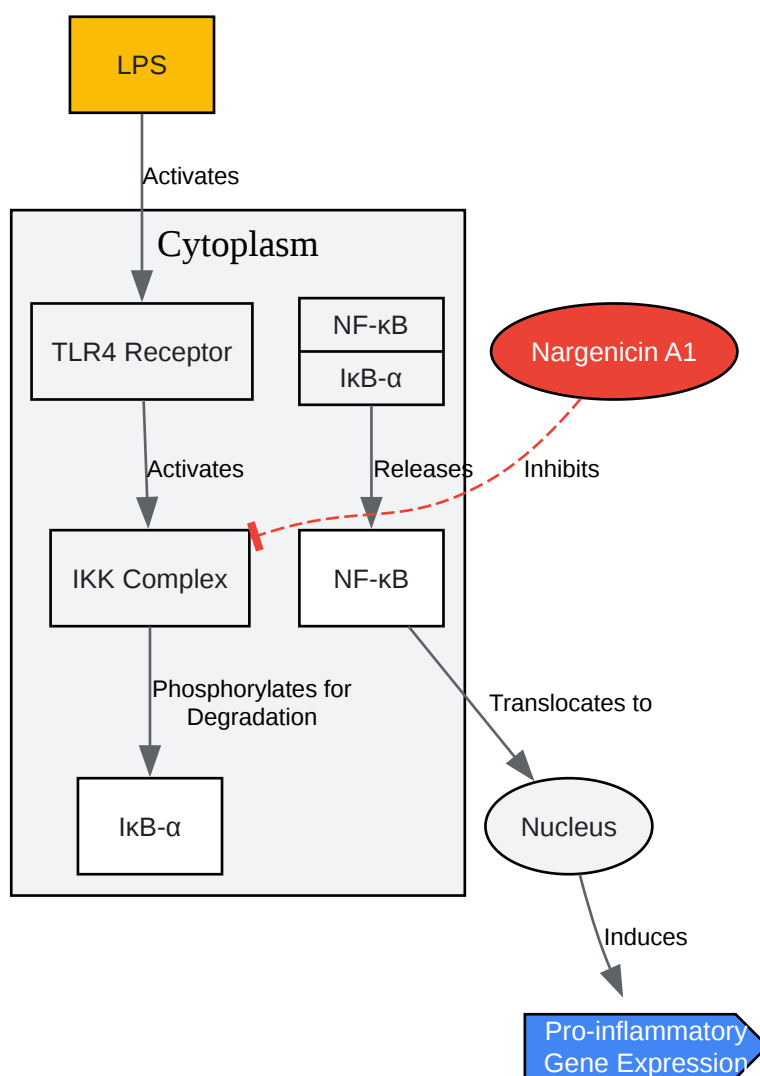 LPS
Activates
Cytoplasm
TLR4 Receptor
NF-κB
IκB-α
Nargenicin A1
Activates
Releases
Inhibits
IKK Complex
NF-κB
Phosphorylates for
Degradation
Translocates to
IκB-α
Nucleus
Induces
Pro-inflammatory
Gene Expression